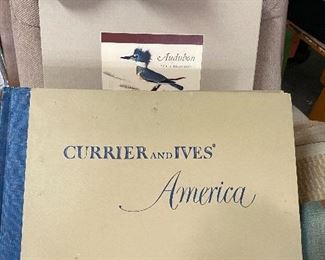 Audubon
CURRIER AND IVES'
America